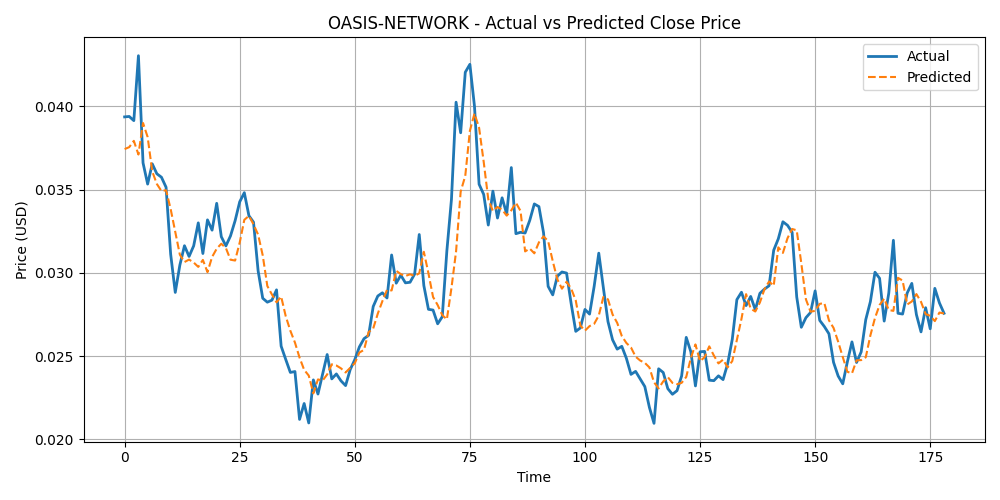 OASIS-NETWORK - Actual vs Predicted Close Price
Actual
Predicted
Price (USD)
0.040
0.035
0.030
0.025
0.020
0 25 50 75 100 125 150 175
Time